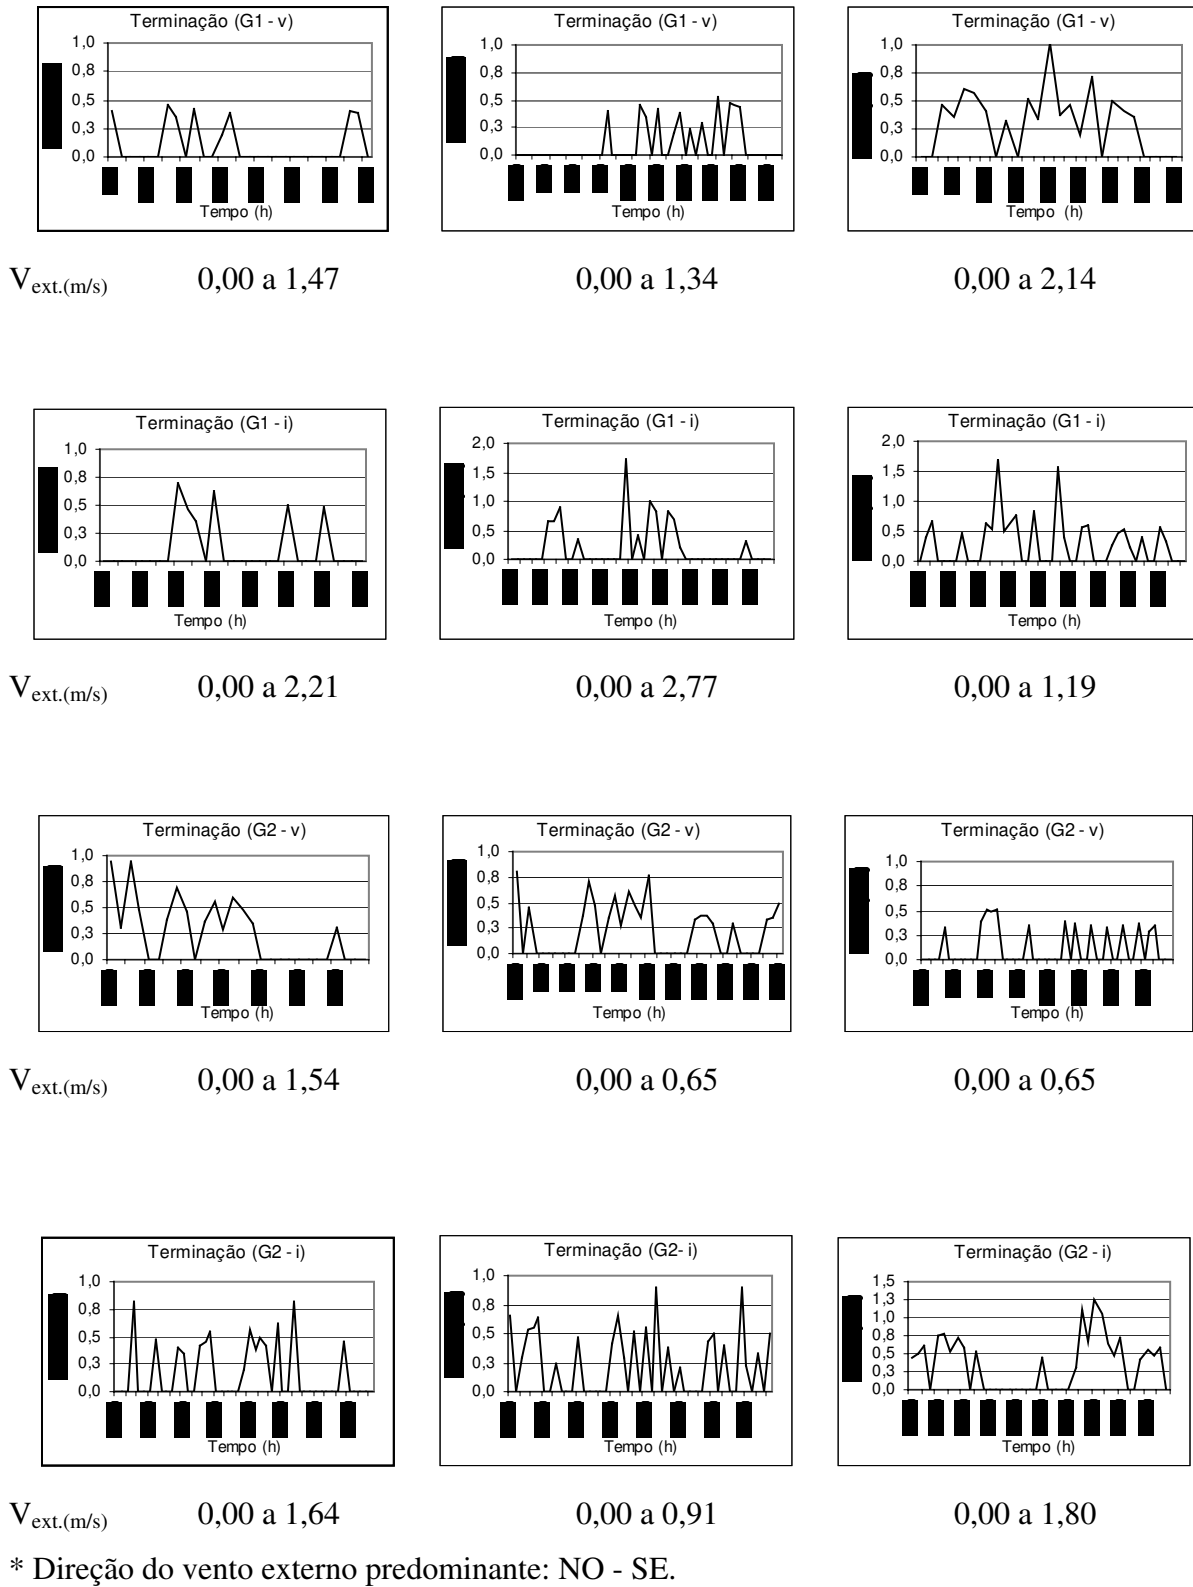 Terminação (G1 - v) Terminação (G1 - v) Terminação (G1 - v)
1,0 1,0 1,0
0,8 0,8 0,8
0,5 0,5 0,5
0,3 0,3 0,3
0,0 0,0 0,0
Tempo (h) Tempo (h) Tempo (h)
Vext.(m/s) 0,00 a 1,47 0,00 a 1,34 0,00 a 2,14
Terminação (G1 - i) Terminação (G1 - i) Terminação (G1 - i)
1,0 2,0 2,0
0,8 1,5 1,5
0,5 1,0 1,0
0,3 0,5 0,5
0,0 0,0 0,0
Tempo (h) Tempo (h) Tempo (h)
Vext.(m/s) 0,00 a 2,21 0,00 a 2,77 0,00 a 1,19
Terminação (G2 - v) Terminação (G2 - v) Terminação (G2 - v)
1,0 1,0 1,0
0,8 0,8 0,8
0,5 0,5 0,5
0,3 0,3 0,3
0,0 0,0 0,0
Tempo (h) Tempo (h) Tempo (h)
Vext.(m/s) 0,00 a 1,54 0,00 a 0,65 0,00 a 0,65
Terminação (G2 - i) Terminação (G2- i) Terminação (G2 - i)
1,0 1,0 1,5
0,8 0,8 1,3
0,5 0,5 1,0
0,3 0,3 0,8
0,0 0,0 0,5
0,3
0,0
Tempo (h) Tempo (h) Tempo (h)
Vext.(m/s) 0,00 a 1,64 0,00 a 0,91 0,00 a 1,80
* Direção do vento externo predominante: NO - SE.